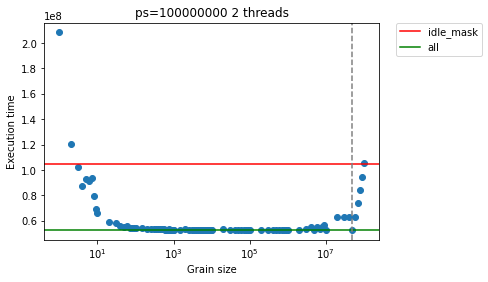 ps=100000000 2 threads
1e8
idle_mask
all
2.0
1.8
1.6
1.4
1.2
1.0
0.8
0.6
Execution time
10¹ 10³ 10⁵ 10⁷
Grain size